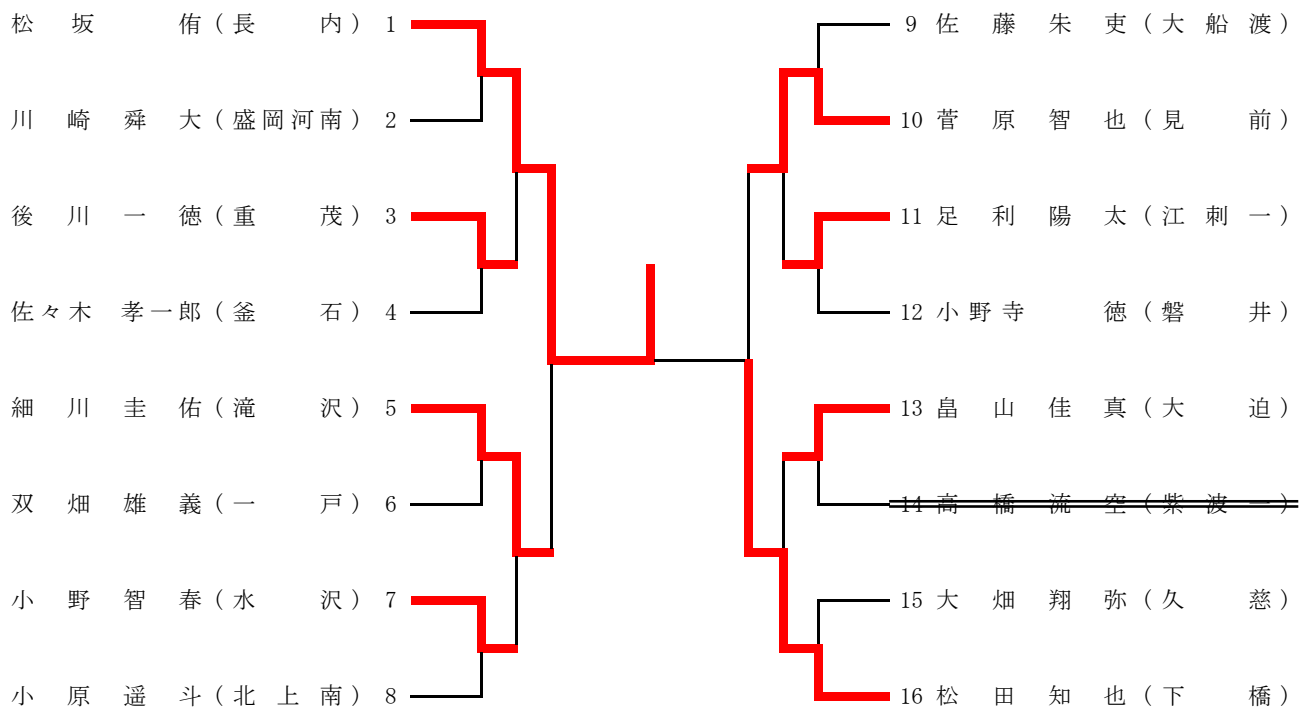 松坂 侑(長内) 1
川崎舜大(盛岡河南) 2
後川一徳(重茂) 3
佐々木孝一郎(釜石) 4
細川圭佑(滝沢) 5
双畑雄義(一戸) 6
小野智春(水沢) 7
小原遥斗(北上南) 8
9 佐藤朱吏(大船渡)
10 菅原智也(見前)
11 足利陽太(江刺一)
12 小野寺 徳(磐井)
13 畠山佳真(大迫)
14 高橋流空(紫波一)
15 大畑翔弥(久慈)
16 松田知也(下橋)